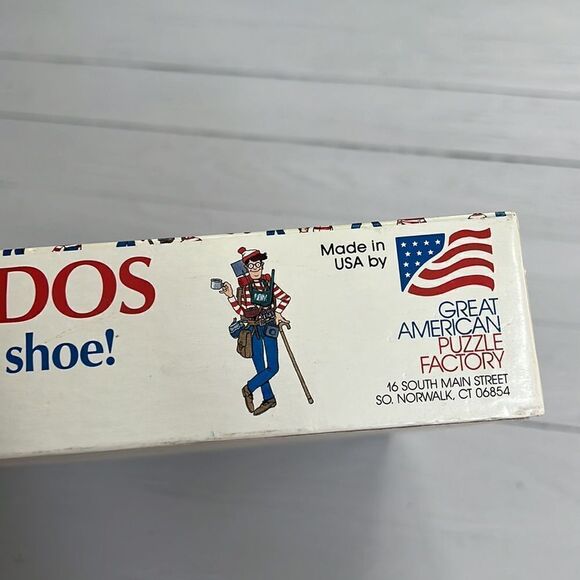 DOS
shoe!
Made in
USA by
GREAT
AMERICAN
PUZZLE
FACTORY
16 SOUTH MAIN STREET
SO. NORWALK, CT 06854